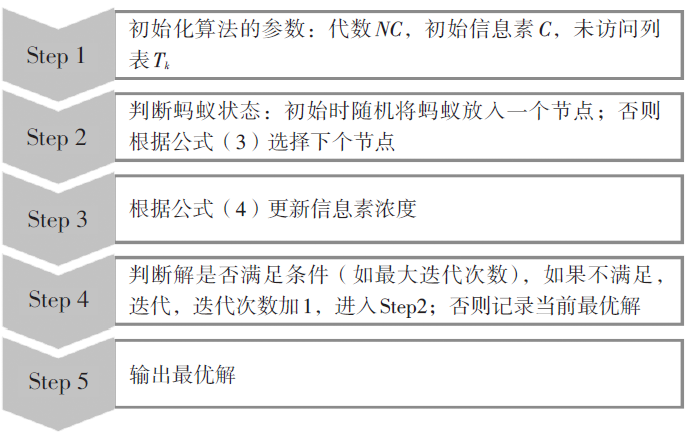 Step 1
初始化算法的参数：代数NC，初始信息素C，未访问列
表Tk
Step 2
判断蚂蚁状态：初始时随机将蚂蚁放入一个节点；否则
根据公式（3）选择下个节点
Step 3
根据公式（4）更新信息素浓度
Step 4
判断解是否满足条件（如最大迭代次数），如果不满足，
迭代，迭代次数加1，进入Step2；否则记录当前最优解
Step 5
输出最优解